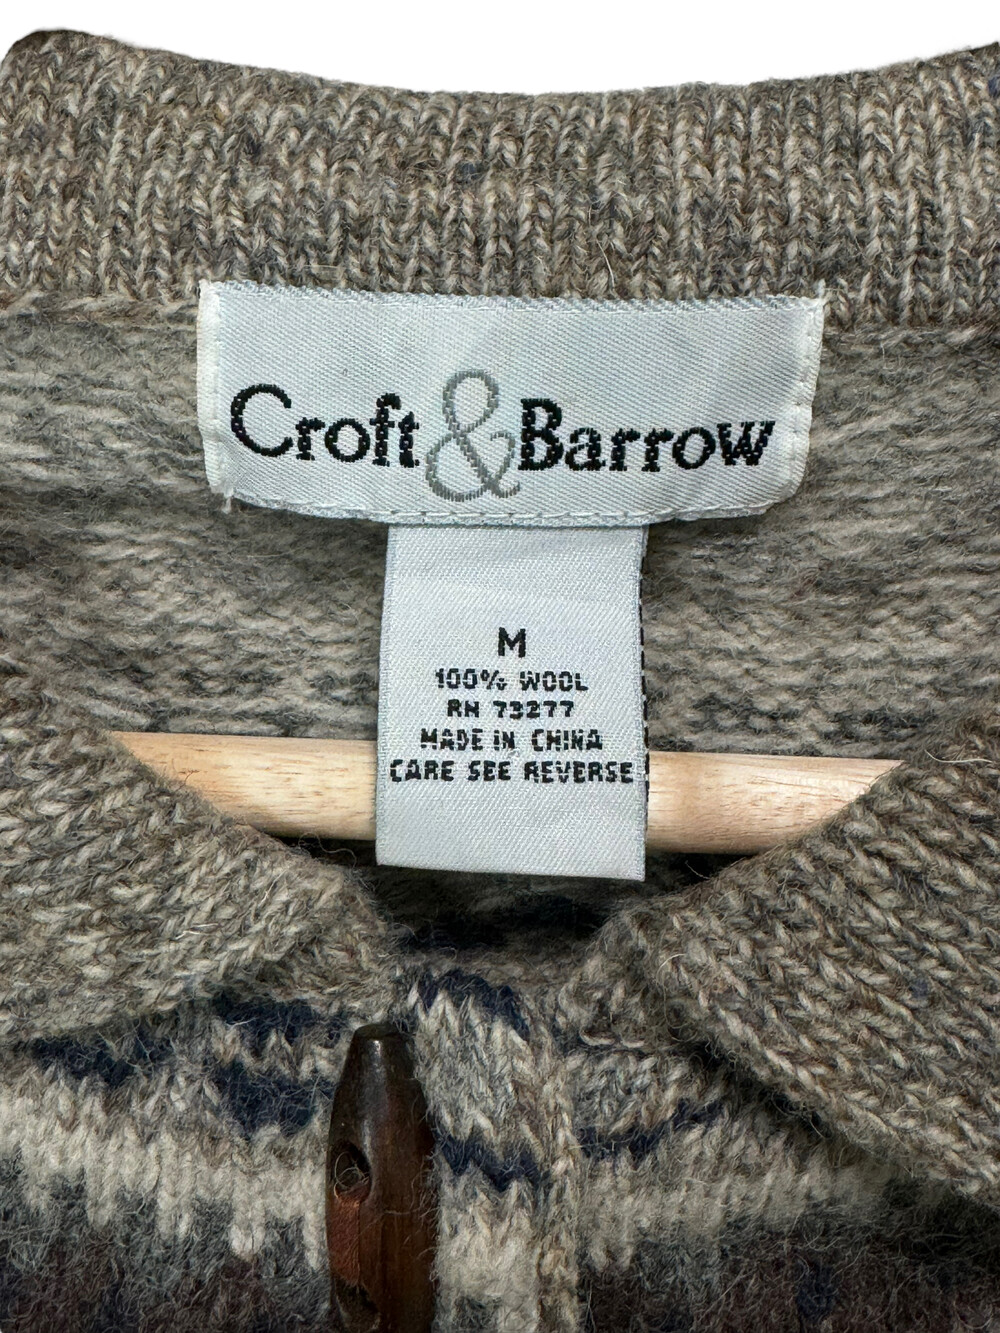 Croft & Barrow
M
100% WOOL
RN 73277
MADE IN CHINA
CARE SEE REVERSE